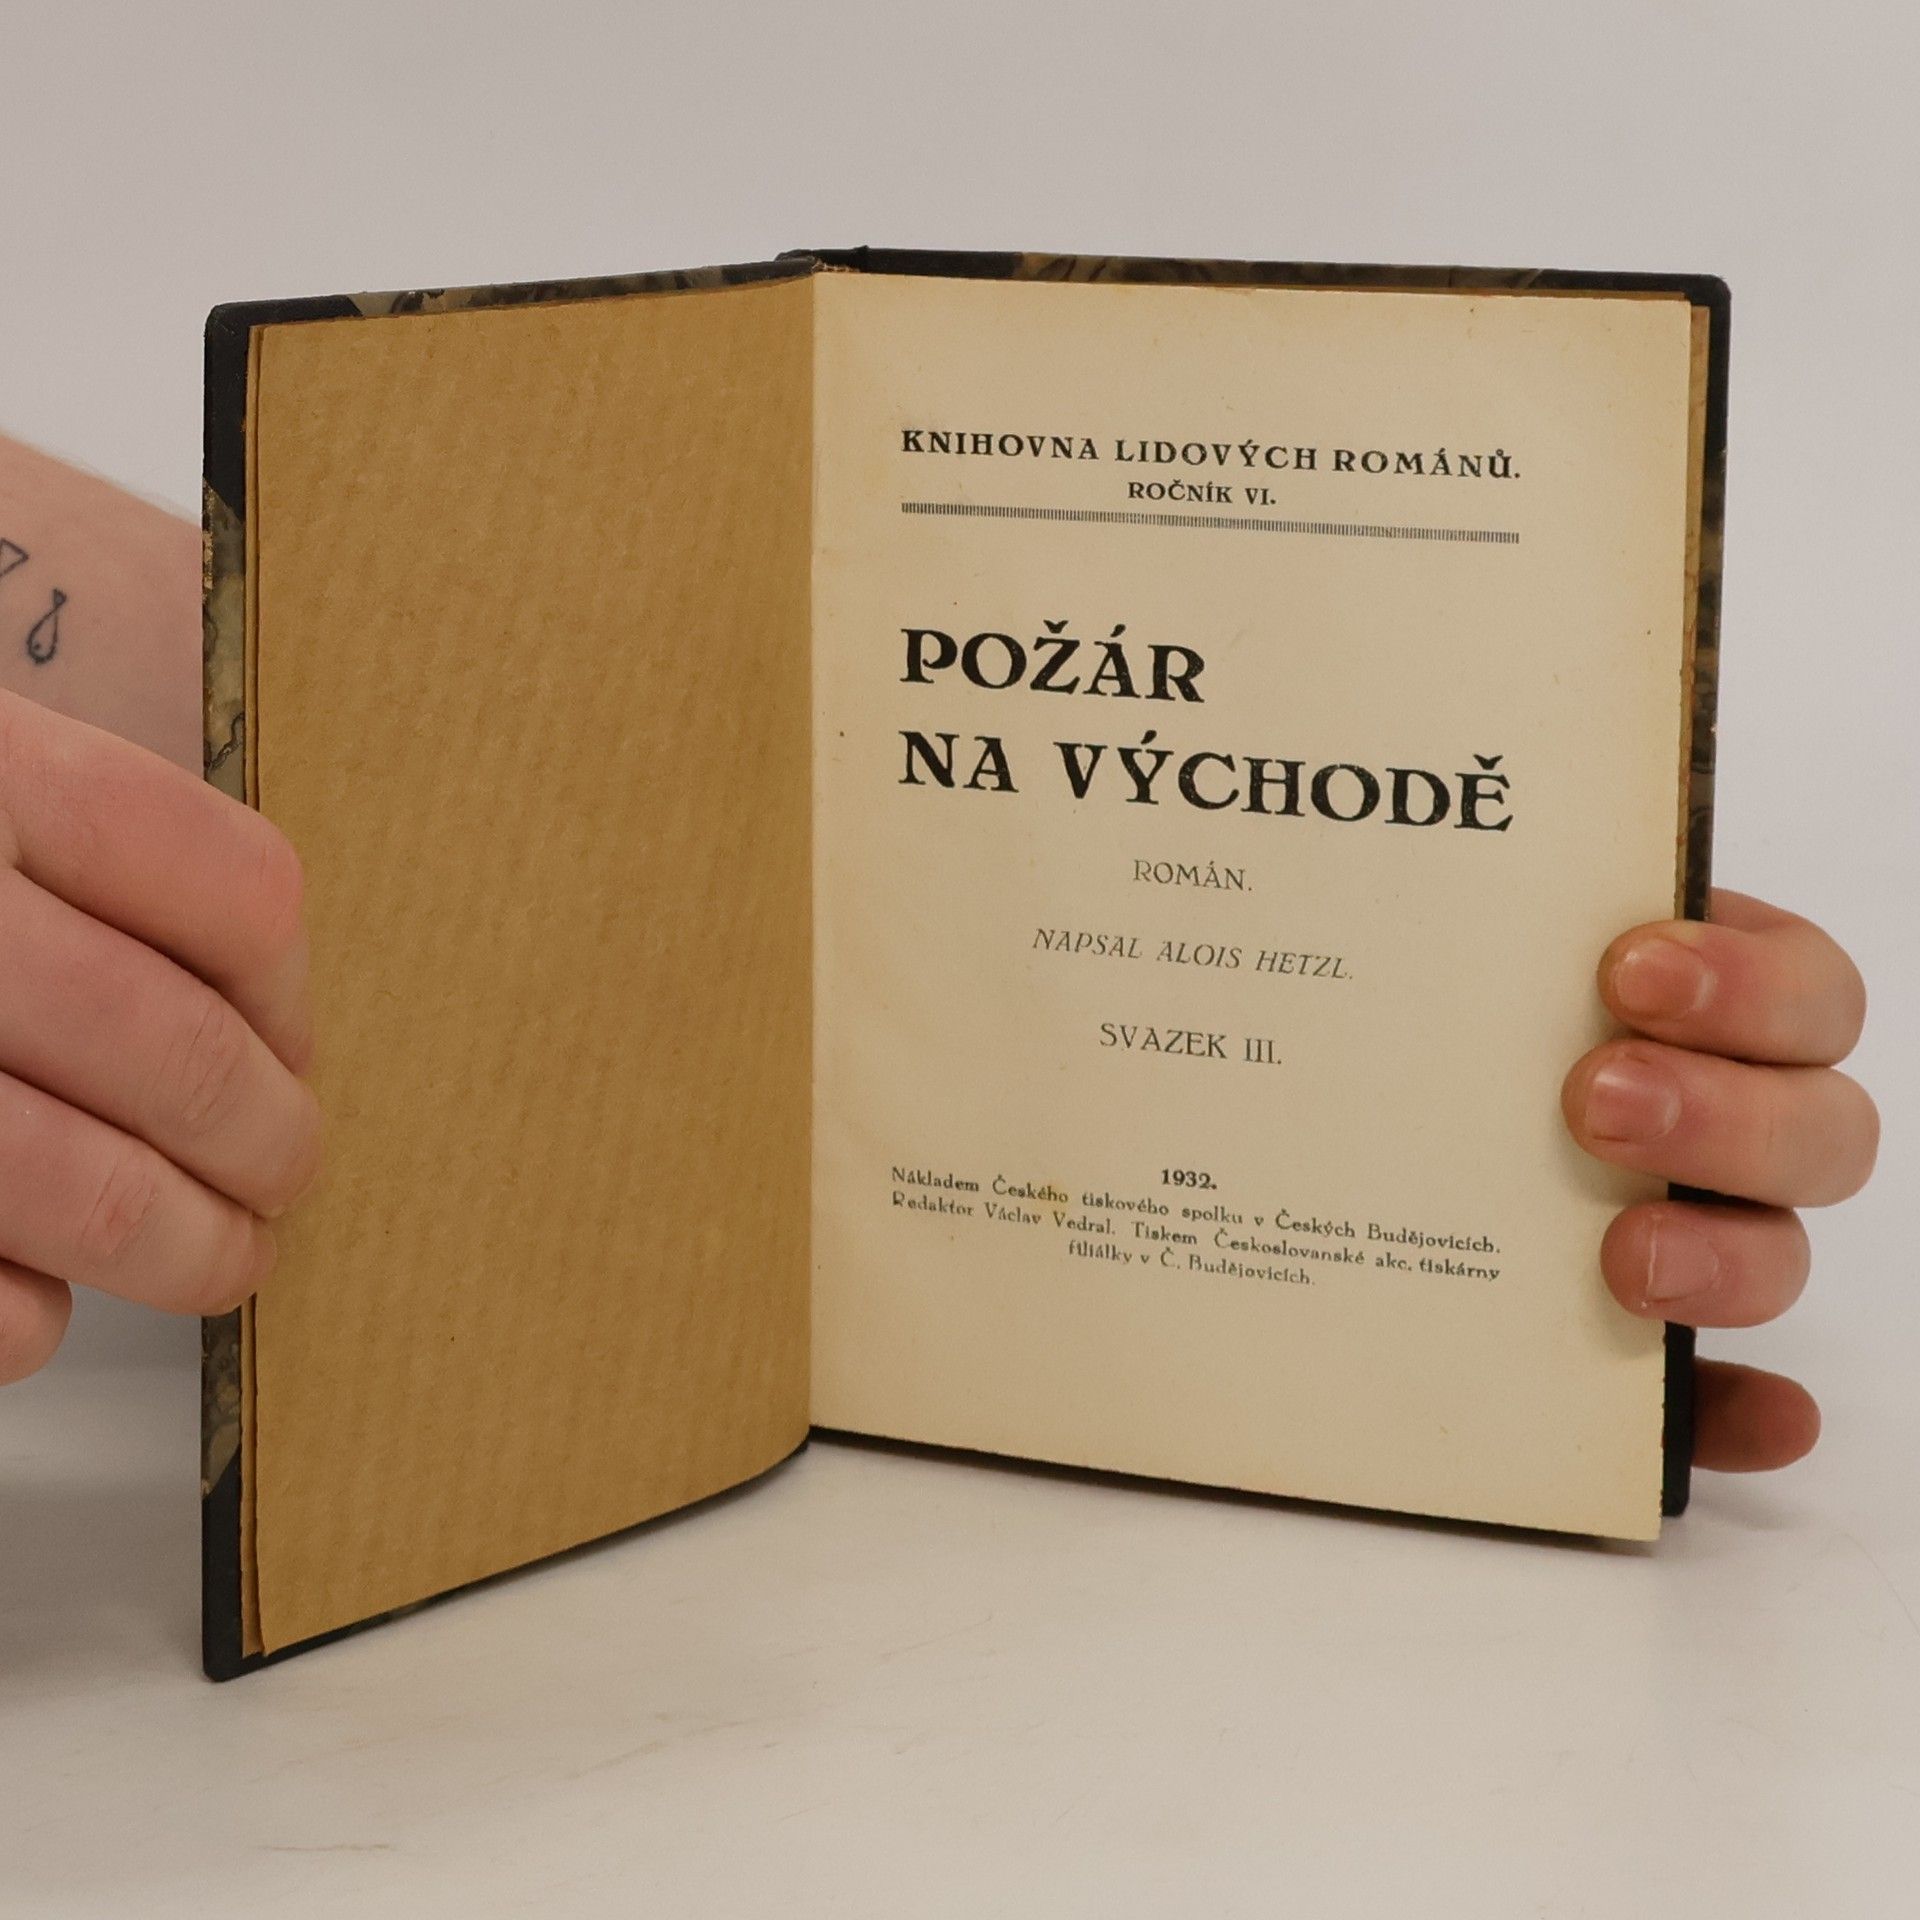 KNIHOVNA LIDOVÝCH ROMÁNŮ.
ROČNÍK VI.
POŽÁR
NA VÝCHODĚ
ROMÁN.
NAPSAL ALOIS HETZL.
SVAZEK III.
1932.
Nákladem Českého tiskového spolku v Českých Budějovicích.
Redaktor Václav Vedral. Tiskem Českoslovanské akc. tiskárny
filiálky v Č. Budějovicích.